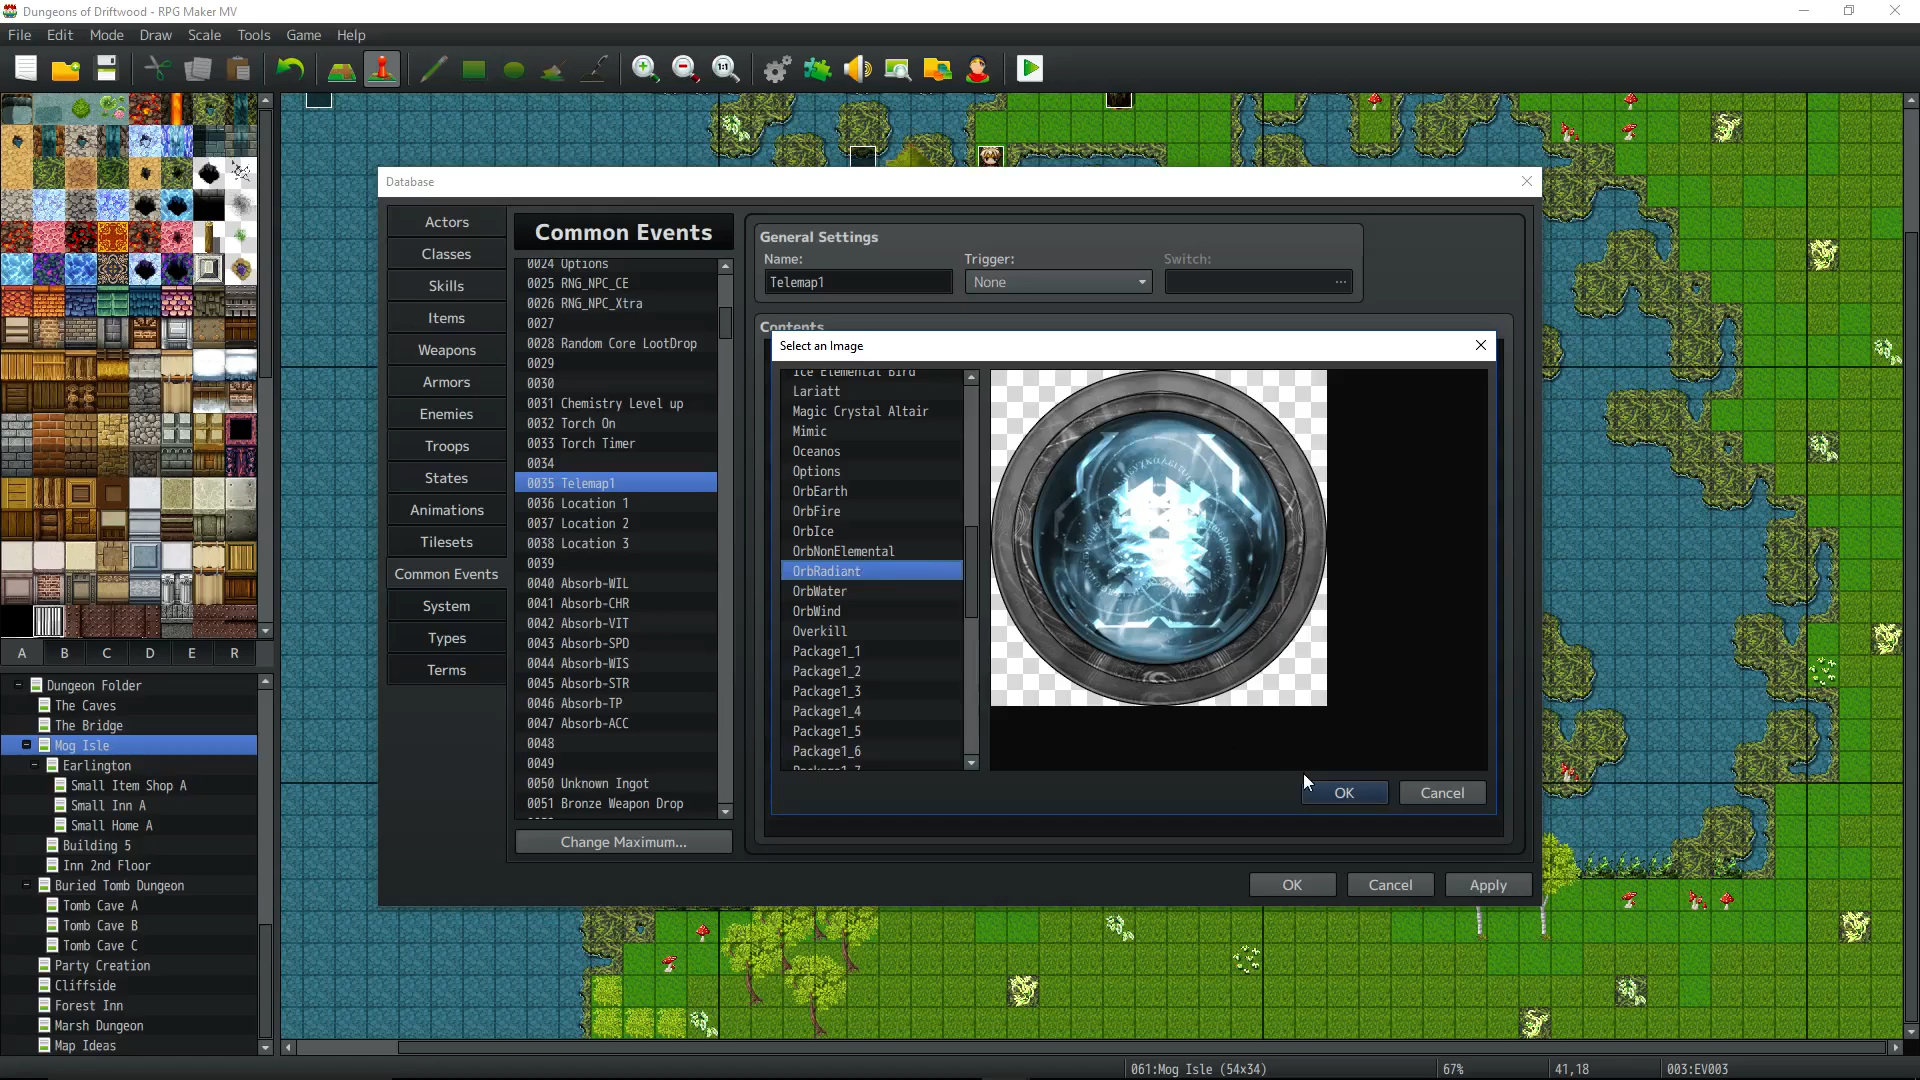 Dungeons of Driftwood - RPG Maker MV
File Edit Mode Draw Scale Tools Game Help
1:1
Database
Actors
Classes
Skills
Items
Weapons
Armors
Enemies
Troops
States
Animations
Tilesets
Common Events
System
Types
Terms
Common Events
0024 Options
0025 RNG_NPC_CE
0026 RNG_NPC_Xtra
0027
0028 Random Core LootDrop
0029
0030
0031 Chemistry Level up
0032 Torch On
0033 Torch Timer
0034
0035 Telemap1
0036 Location 1
0037 Location 2
0038 Location 3
0039
0040 Absorb-WIL
0041 Absorb-CHR
0042 Absorb-VIT
0043 Absorb-SPD
0044 Absorb-WIS
0045 Absorb-STR
0046 Absorb-TP
0047 Absorb-ACC
0048
0049
0050 Unknown Ingot
0051 Bronze Weapon Drop
Change Maximum...
General Settings
Name: Trigger: Switch:
Telemap1 None ...
Contents
Select an Image
Ice Elemental Bird
Lariatt
Magic Crystal Altair
Mimic
Oceanos
Options
OrbEarth
OrbFire
OrbIce
OrbNonElemental
OrbRadiant
OrbWater
OrbWind
Overkill
Package1_1
Package1_2
Package1_3
Package1_4
Package1_5
Package1_6
Package1_7
OK Cancel
OK Cancel Apply
A B C D E R
Dungeon Folder
The Caves
The Bridge
Mog Isle
Earlington
Small Item Shop A
Small Inn A
Small Home A
Building 5
Inn 2nd Floor
Buried Tomb Dungeon
Tomb Cave A
Tomb Cave B
Tomb Cave C
Party Creation
Cliffside
Forest Inn
Marsh Dungeon
Map Ideas
061:Mog Isle (54x34) 67% 41,18 003:EV003